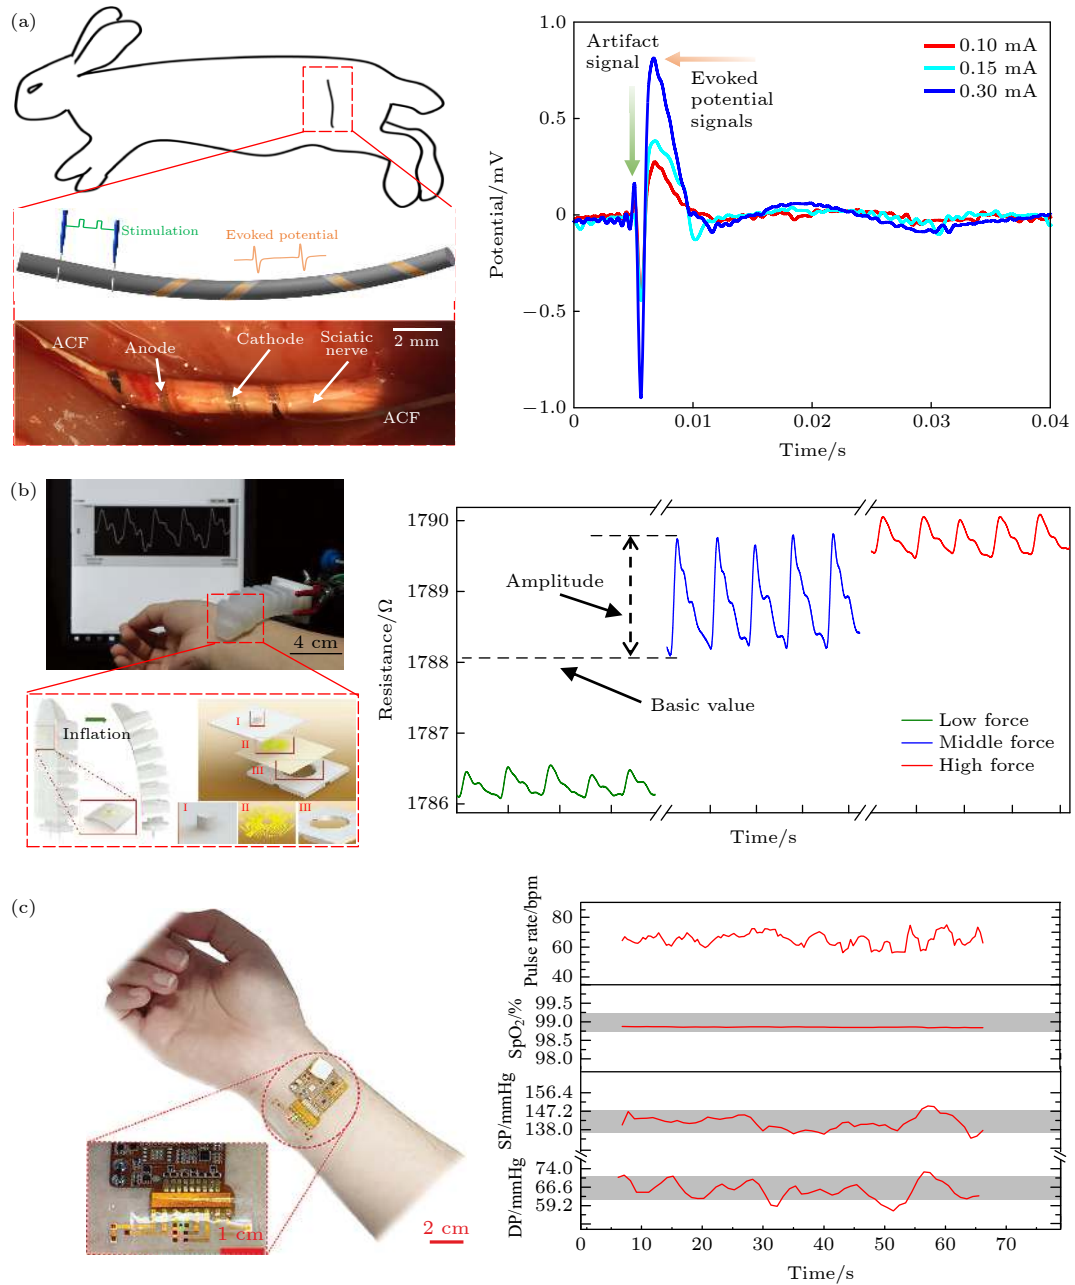 (a)
Stimulation
Evoked potential
ACF
Anode
Cathode
Sciatic
nerve
2 mm
ACF
1.0
0.5
0
−0.5
−1.0
Potential/mV
Artifact
signal
Evoked
potential
signals
0.10 mA
0.15 mA
0.30 mA
0
0.01
0.02
0.03
0.04
Time/s
(b)
4 cm
Inflation
I
II
III
I
II
III
1790
1789
1788
1787
1786
Resistance/Ω
Amplitude
Basic value
Low force
Middle force
High force
Time/s
(c)
1 cm
2 cm
Pulse rate/bpm
80
60
40
SpO2/%
99.5
99.0
98.5
98.0
SP/mmHg
156.4
147.2
138.0
DP/mmHg
74.0
66.6
59.2
0 10 20 30 40 50 60 70
Time/s